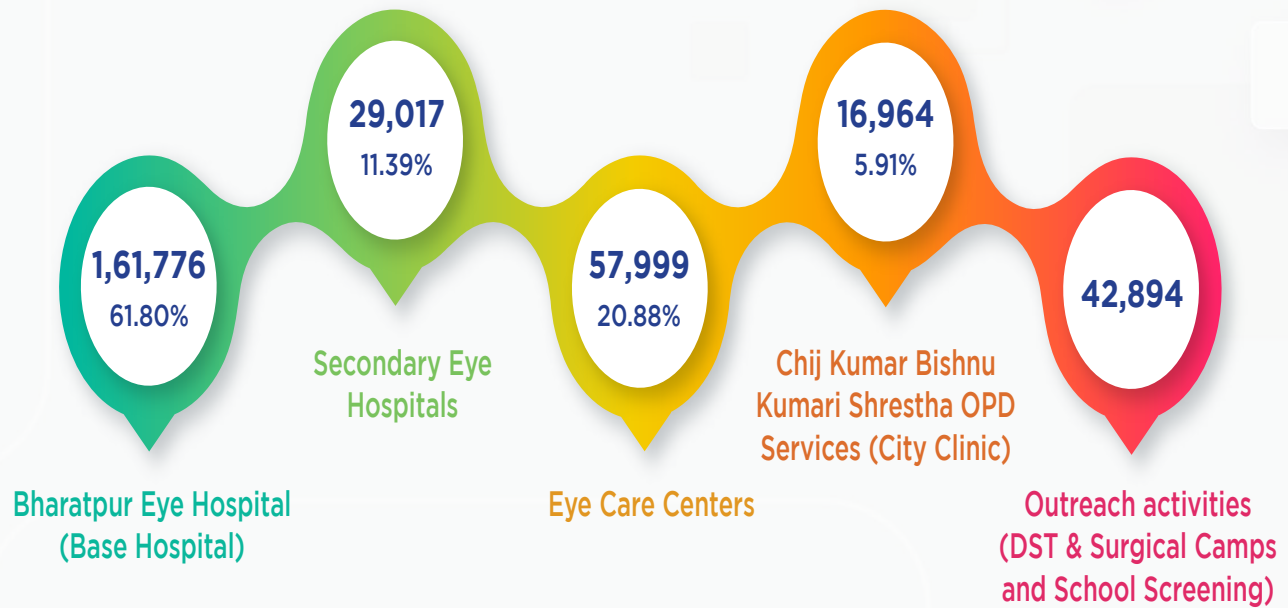 1,61,776
61.80%
Bharatpur Eye Hospital
(Base Hospital)
29,017
11.39%
Secondary Eye
Hospitals
57,999
20.88%
Eye Care Centers
16,964
5.91%
Chij Kumar Bishnu
Kumari Shrestha OPD
Services (City Clinic)
42,894
Outreach activities
(DST & Surgical Camps
and School Screening)